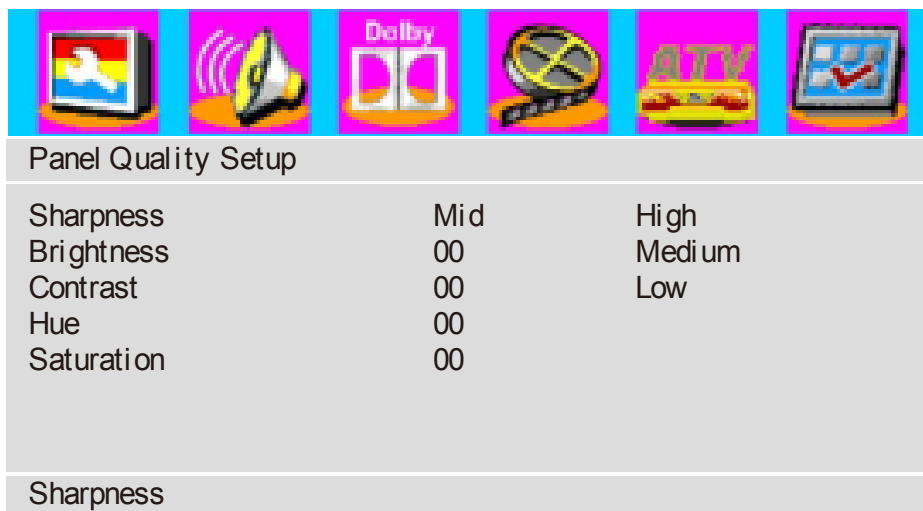 Dolby
ATV
Panel Quality Setup
Sharpness Mid High
Brightness 00 Medium
Contrast 00 Low
Hue 00
Saturation 00
Sharpness